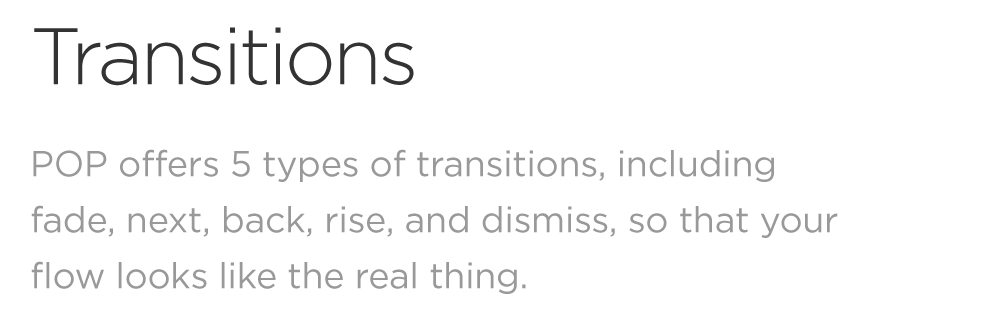 Transitions
POP offers 5 types of transitions, including
fade, next, back, rise, and dismiss, so that your
flow looks like the real thing.